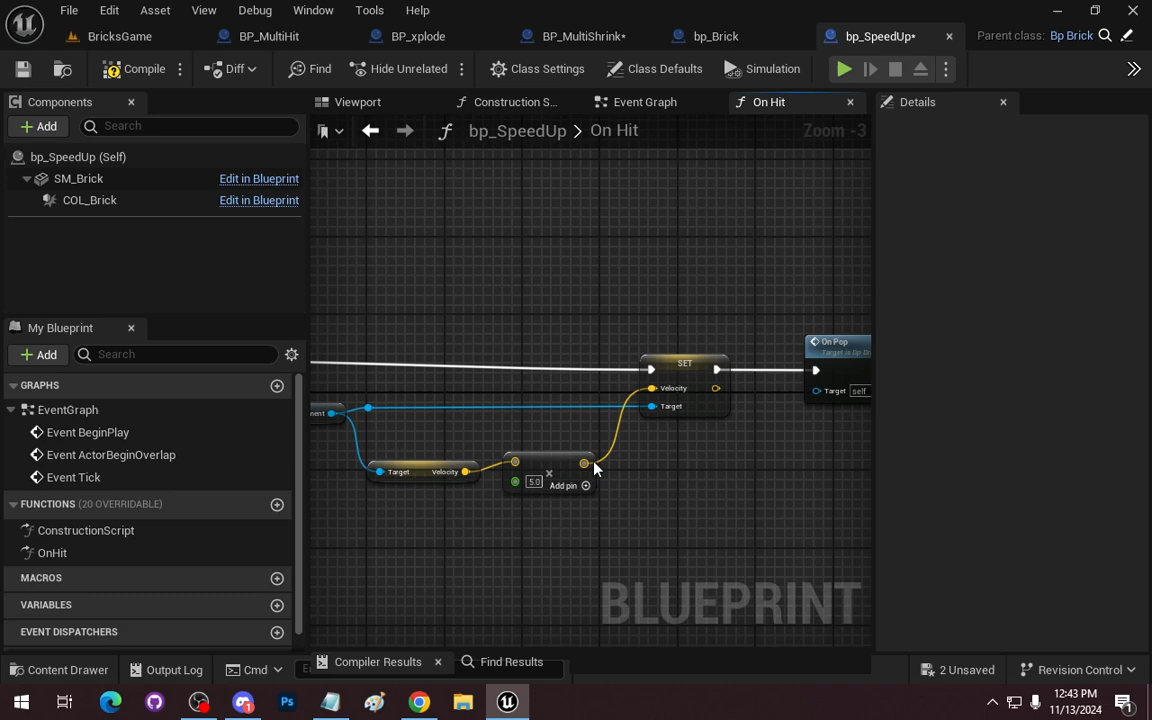 File Edit Asset View Debug Window Tools Help
BricksGame BP_MultiHit BP_xplode BP_MultiShrink* bp_Brick bp_SpeedUp* Parent class: Bp Brick
Compile Diff Find Hide Unrelated Class Settings Class Defaults Simulation
Components Viewport Construction S... Event Graph On Hit Details
Add Search bp_SpeedUp On Hit Zoom -3
bp_SpeedUp (Self)
SM_Brick Edit in Blueprint
COL_Brick Edit in Blueprint
My Blueprint
Add Search
GRAPHS
EventGraph
Event BeginPlay
Event ActorBeginOverlap
Event Tick
FUNCTIONS (20 OVERRIDABLE)
ConstructionScript
OnHit
MACROS
VARIABLES
EVENT DISPATCHERS
SET
Velocity
Target
On Pop
Target self
Target Velocity
5.0 Add pin
BLUEPRINT
Compiler Results Find Results
Content Drawer Output Log Cmd 2 Unsaved Revision Control
12:43 PM
11/13/2024
1